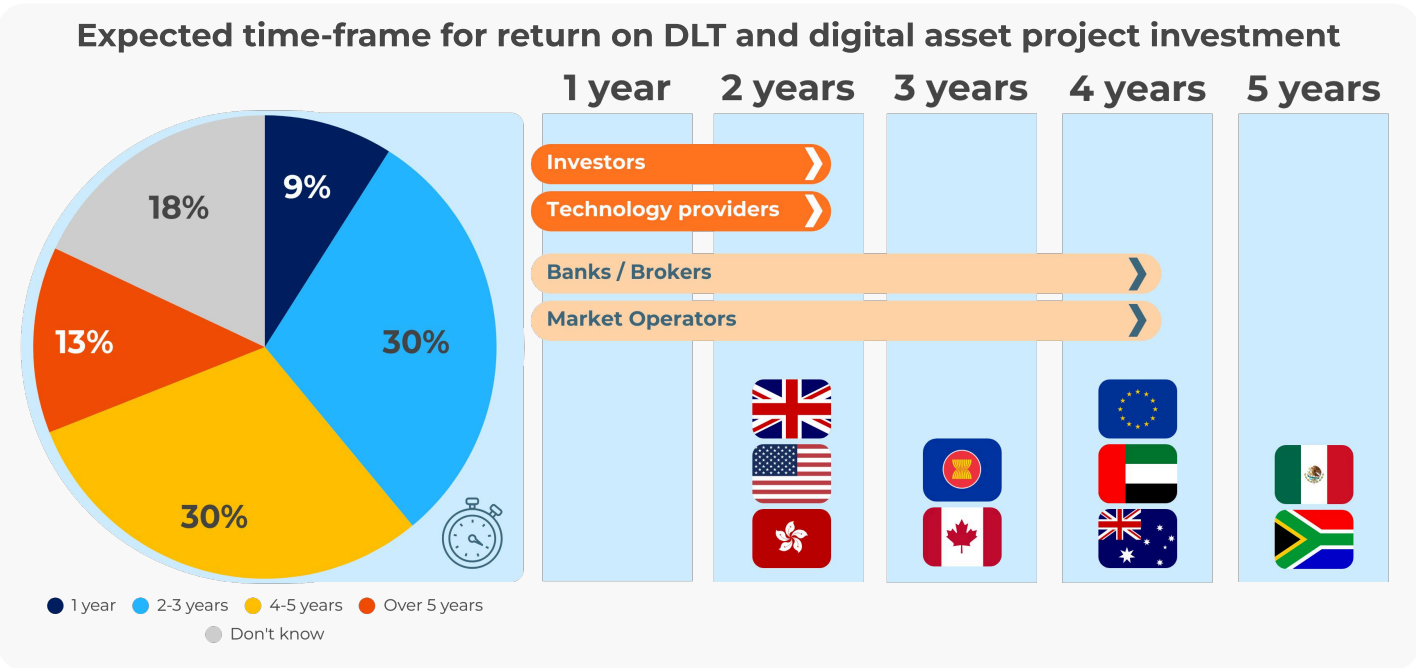 Expected time-frame for return on DLT and digital asset project investment
1 year
2 years
3 years
4 years
5 years
9%
30%
30%
13%
18%
Investors
Technology providers
Banks / Brokers
Market Operators
1 year
2-3 years
4-5 years
Over 5 years
Don't know